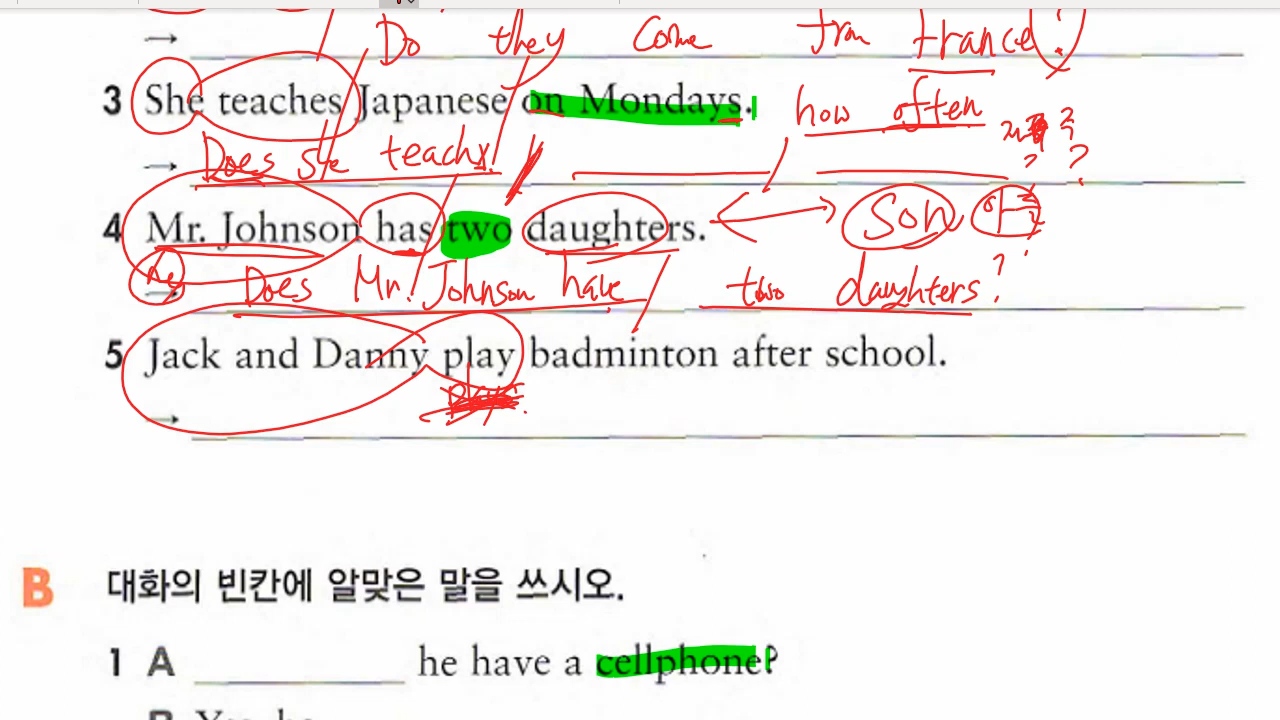 → Do they come from France?
3 She teaches Japanese on Mondays. how often
→ Does she teach
4 Mr. Johnson has two daughters. Son
he → Does Mr. Johnson have two daughters?
5 Jack and Danny play badminton after school.
→
B 대화의 빈칸에 알맞은 말을 쓰시오.
1 A ________ he have a cellphone?